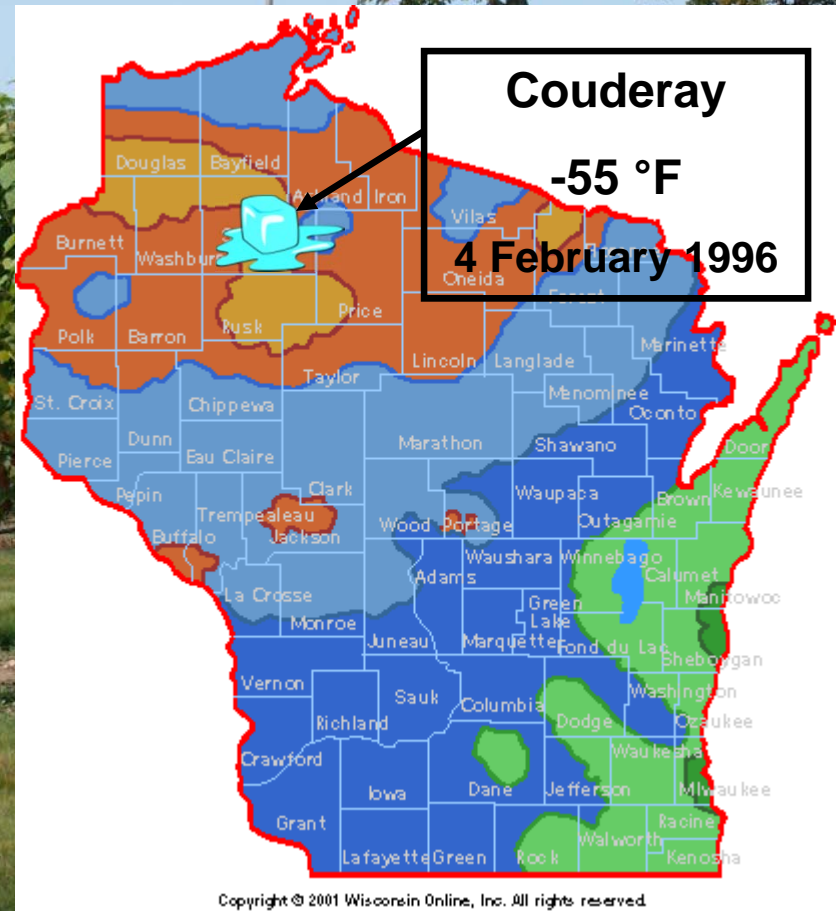 Couderay
-55 °F
4 February 1996
Douglas
Bayfield
Iron
Vilas
Burnett
Oneida
Price
Rusk
Polk
Barron
Marinette
Lincoln
Langlade
Taylor
Menominee
St. Croix
Chippewa
Oconto
Dunn
Marathon
Shawano
Door
Pierce
Eau Claire
Clark
Waupaca
Brown
Kewaunee
Pepin
Trempealeau
Wood
Portage
Outagamie
Buffalo
Jackson
Waushara
Winnebago
Adams
Calumet
Manitowoc
La Crosse
Green
Lake
Monroe
Juneau
Marquette
Fond du Lac
Sheboygan
Vernon
Sauk
Columbia
Washington
Richland
Dodge
Ozaukee
Crawford
Waukesha
Iowa
Dane
Jefferson
Milwaukee
Grant
Racine
Walworth
Lafayette
Green
Rock
Kenosha
Copyright © 2001 Wisconsin Online, Inc. All rights reserved.